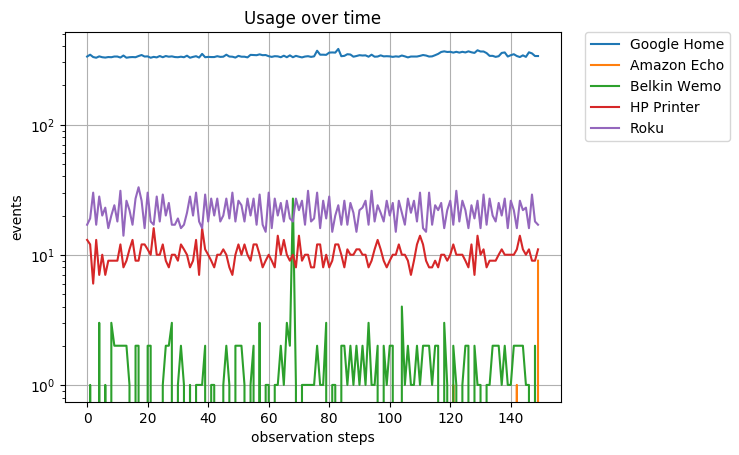 Usage over time
Google Home
Amazon Echo
Belkin Wemo
HP Printer
Roku
events
10²
10¹
10⁰
0 20 40 60 80 100 120 140
observation steps